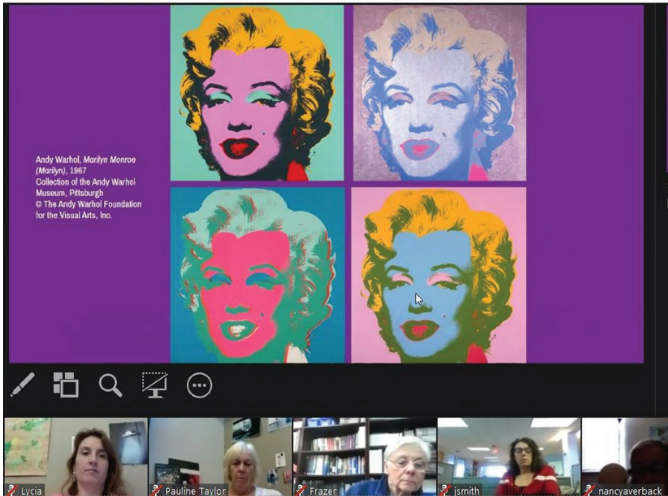 Andy Warhol, Marilyn Monroe
(Marilyn), 1967
Collection of the Andy Warhol
Museum, Pittsburgh
© The Andy Warhol Foundation
for the Visual Arts, Inc.
Lycia
Pauline Taylor
Frazer
jsmith
nancyaverback